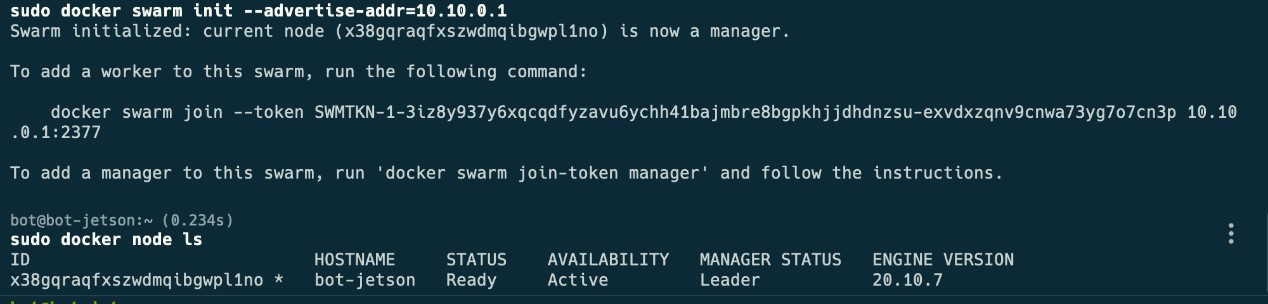 sudo docker swarm init --advertise-addr=10.10.0.1
Swarm initialized: current node (x38gqraqfxszwdmqibgwpl1no) is now a manager.
To add a worker to this swarm, run the following command:
docker swarm join --token SWMTKN-1-3iz8y937y6xqcqdfyzavu6ychh41bajmbre8bgpkhjjdhdnzsu-exvdxzqnv9cnwa73yg7o7cn3p 10.10
.0.1:2377
To add a manager to this swarm, run 'docker swarm join-token manager' and follow the instructions.
bot@bot-jetson:~ (0.234s)
sudo docker node ls
ID HOSTNAME STATUS AVAILABILITY MANAGER STATUS ENGINE VERSION
x38gqraqfxszwdmqibgwpl1no * bot-jetson Ready Active Leader 20.10.7